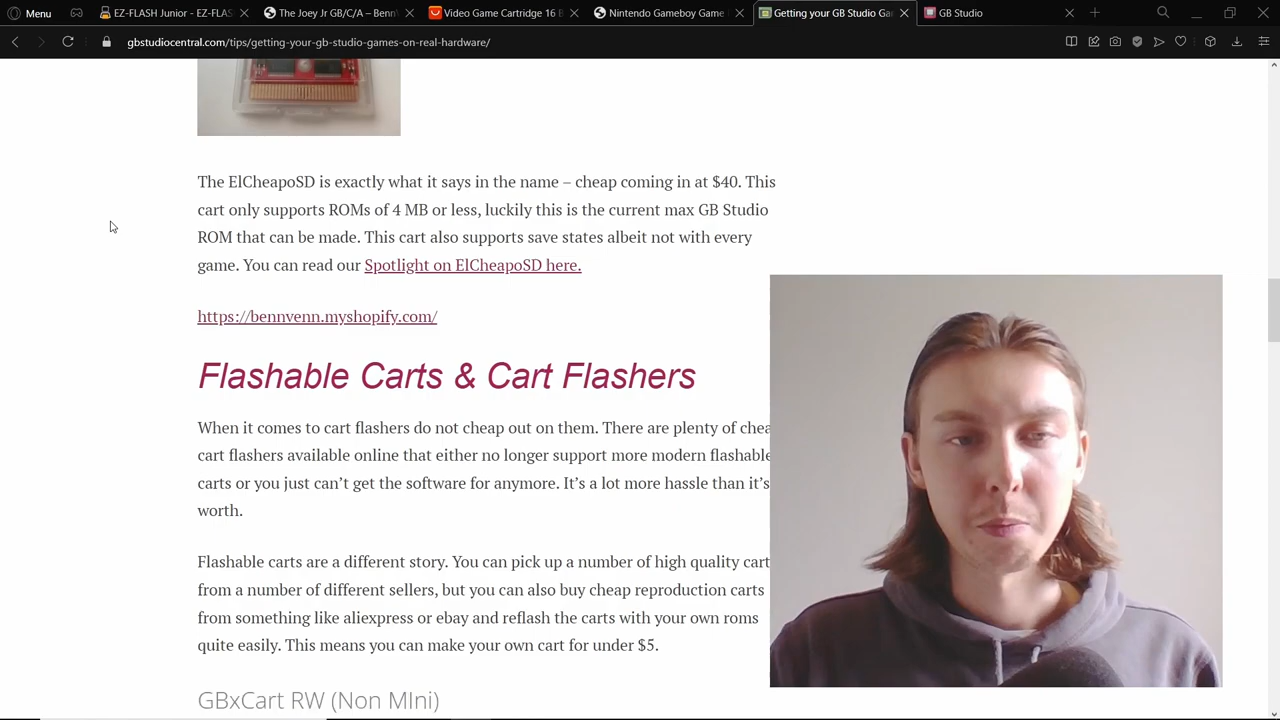 Menu
EZ-FLASH Junior - EZ-FL
The Joey Jr GB/C/A – BennV
Video Game Cartridge 16 B
Nintendo Gameboy Game
Getting your GB Studio Ga
GB Studio
gbstudiocentral.com/tips/getting-your-gb-studio-games-on-real-hardware/
The ElCheapoSD is exactly what it says in the name – cheap coming in at $40. This
cart only supports ROMs of 4 MB or less, luckily this is the current max GB Studio
ROM that can be made. This cart also supports save states albeit not with every
game. You can read our Spotlight on ElCheapoSD here.
https://bennvenn.myshopify.com/
Flashable Carts & Cart Flashers
When it comes to cart flashers do not cheap out on them. There are plenty of chea
cart flashers available online that either no longer support more modern flashable
carts or you just can't get the software for anymore. It's a lot more hassle than it's
worth.
Flashable carts are a different story. You can pick up a number of high quality cart
from a number of different sellers, but you can also buy cheap reproduction carts
from something like aliexpress or ebay and reflash the carts with your own roms
quite easily. This means you can make your own cart for under $5.
GBxCart RW (Non MIni)